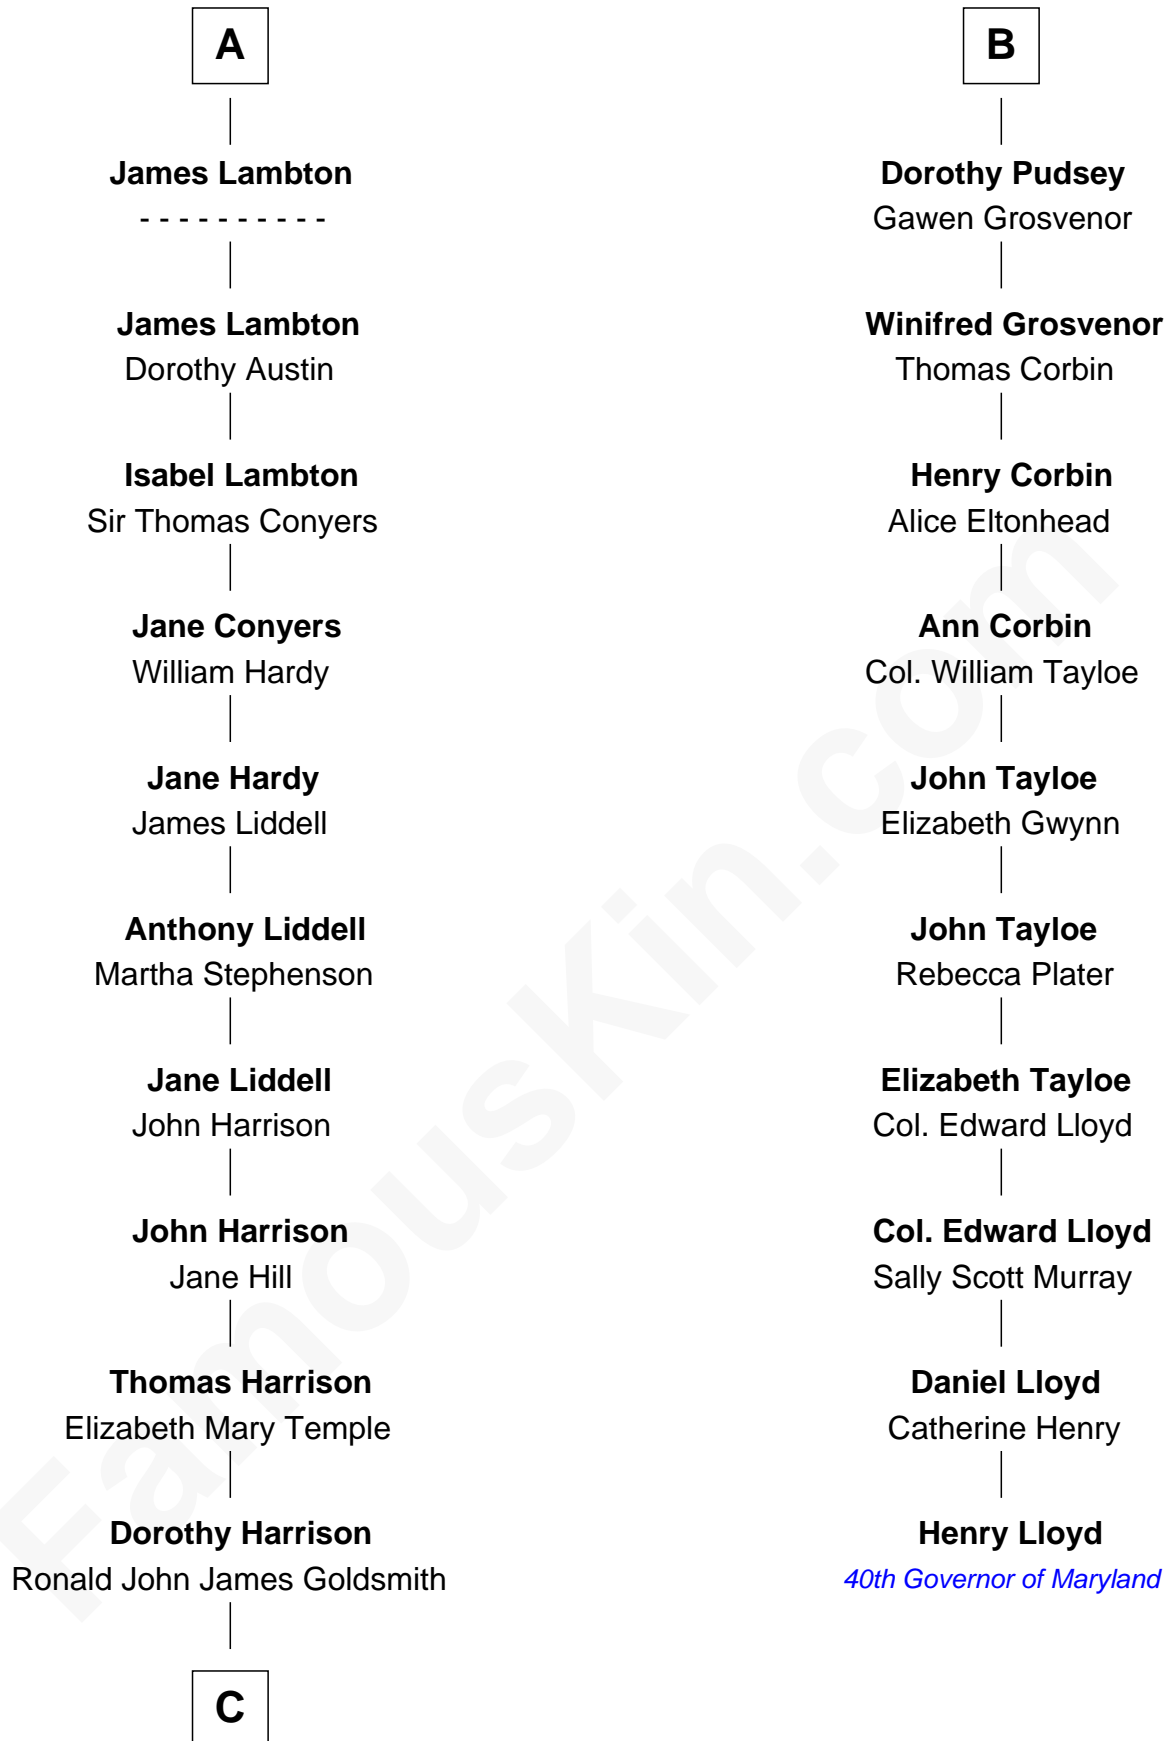 A
James Lambton
- - - - - - - - - -
James Lambton
Dorothy Austin
Isabel Lambton
Sir Thomas Conyers
Jane Conyers
William Hardy
Jane Hardy
James Liddell
Anthony Liddell
Martha Stephenson
Jane Liddell
John Harrison
John Harrison
Jane Hill
Thomas Harrison
Elizabeth Mary Temple
Dorothy Harrison
Ronald John James Goldsmith
C
B
Dorothy Pudsey
Gawen Grosvenor
Winifred Grosvenor
Thomas Corbin
Henry Corbin
Alice Eltonhead
Ann Corbin
Col. William Tayloe
John Tayloe
Elizabeth Gwynn
John Tayloe
Rebecca Plater
Elizabeth Tayloe
Col. Edward Lloyd
Col. Edward Lloyd
Sally Scott Murray
Daniel Lloyd
Catherine Henry
Henry Lloyd
40th Governor of Maryland
FamousKin.com